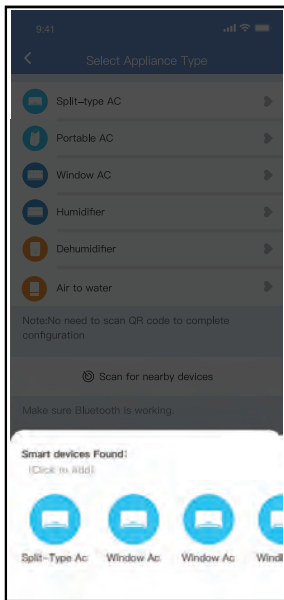 9:41
Select Appliance Type
Split-type AC
Portable AC
Window AC
Humidifier
Dehumidifier
Air to water
Note:No need to scan QR code to complete
configuration
Scan for nearby devices
Make sure Bluetooth is working.
Smart devices Found:
(Click to Add)
Split-Type Ac Window Ac Window Ac